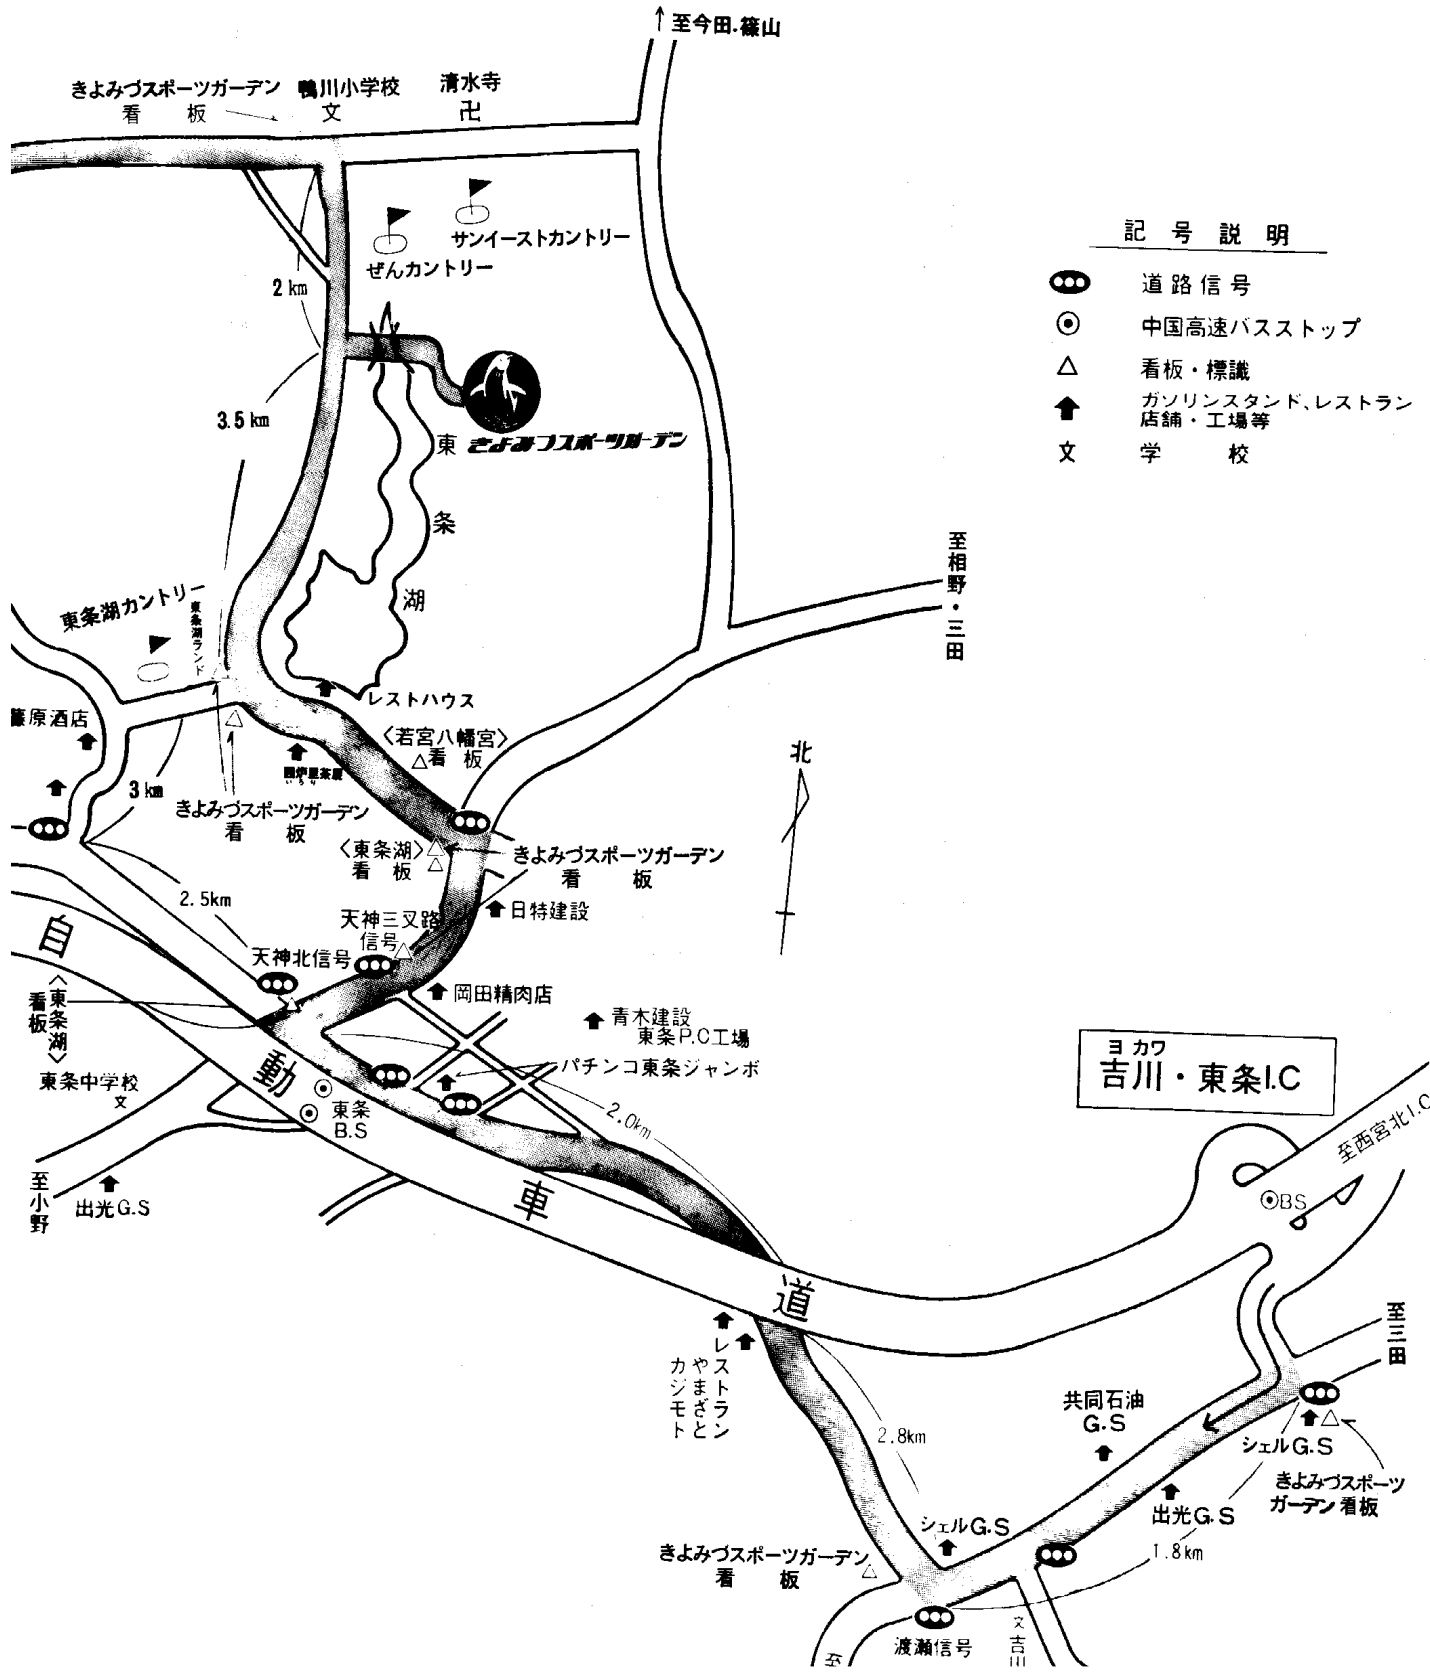 至今田.篠山
きよみづスポーツガーデン
看板
鴨川小学校
文
清水寺
卍
サンイーストカントリー
ぜんカントリー
2km
3.5km
東条湖
きよみづスポーツガーデン
記号説明
道路信号
中国高速バスストップ
看板・標識
ガソリンスタンド、レストラン
店舗・工場等
文 学校
至相野・三田
東条湖カントリー
東条湖ランド
レストハウス
篠原酒店
〈若宮八幡宮〉
看板
囲炉裏茶屋
いろり
3km
きよみづスポーツガーデン
看板
〈東条湖〉
看板
きよみづスポーツガーデン
看板
北
2.5km
天神三叉路
信号
日特建設
天神北信号
自動車道
〈東条湖〉
看板
岡田精肉店
青木建設
東条P.C工場
パチンコ東条ジャンボ
東条中学校
文
東条
B.S
2.0km
至小野
出光G.S
ヨカワ
吉川・東条I.C
至西宮北I.C
BS
至三田
レストラン
やまざと
カジモト
2.8km
共同石油
G.S
シェルG.S
きよみづスポーツ
ガーデン看板
出光G.S
シェルG.S
1.8km
きよみづスポーツガーデン
看板
渡瀬信号
文
吉川
至